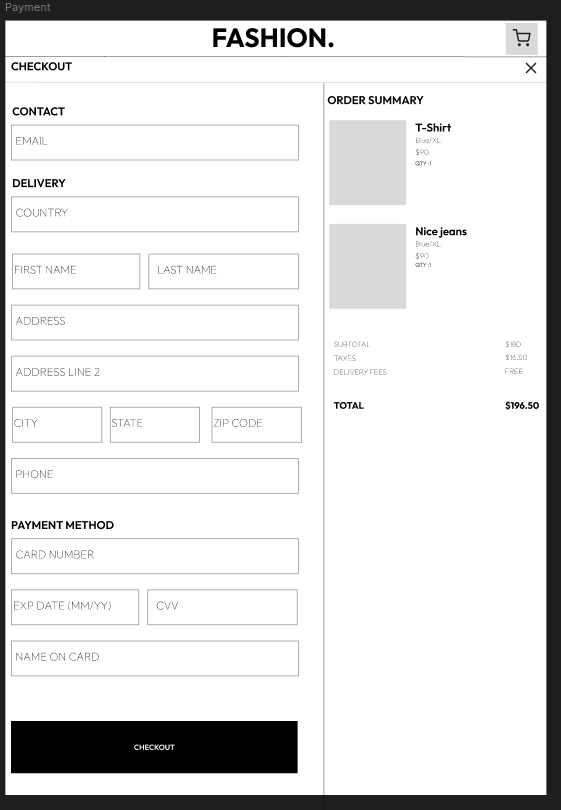 Payment
FASHION.
CHECKOUT
CONTACT
EMAIL
DELIVERY
COUNTRY
FIRST NAME
LAST NAME
ADDRESS
ADDRESS LINE 2
CITY
STATE
ZIP CODE
PHONE
PAYMENT METHOD
CARD NUMBER
EXP DATE (MM/YY)
CVV
NAME ON CARD
CHECKOUT
ORDER SUMMARY
T-Shirt
Blue/XL
$90
QTY :1
Nice jeans
Blue/XL
$90
QTY :1
SUBTOTAL $180
TAXES $16.50
DELIVERY FEES FREE
TOTAL $196.50